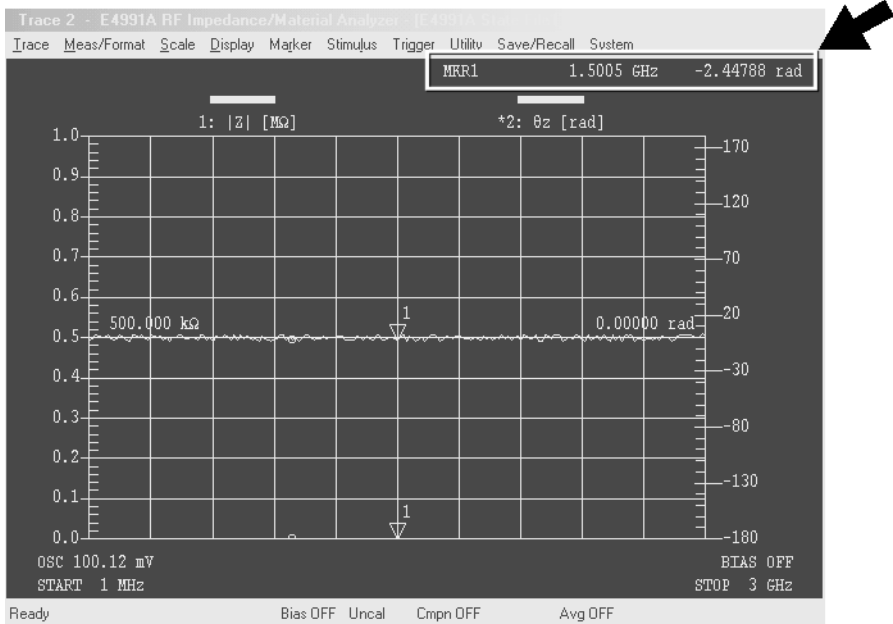 Trace 2 - E4991A RF Impedance/Material Analyzer - [E4991A
Trace Meas/Format Scale Display Marker Stimulus Trigger Utility Save/Recall System
MKR1 1.5005 GHz -2.44788 rad
1: |Z| [MΩ] *2: θz [rad]
1.0
170
0.9
120
0.8
0.7
70
0.6
1
20
500.000 kΩ 0.00000 rad
0.5
-30
0.4
0.3
-80
0.2
-130
0.1
1
0.0 -180
OSC 100.12 mV BIAS OFF
START 1 MHz STOP 3 GHz
Ready Bias OFF Uncal Cmpn OFF Avg OFF